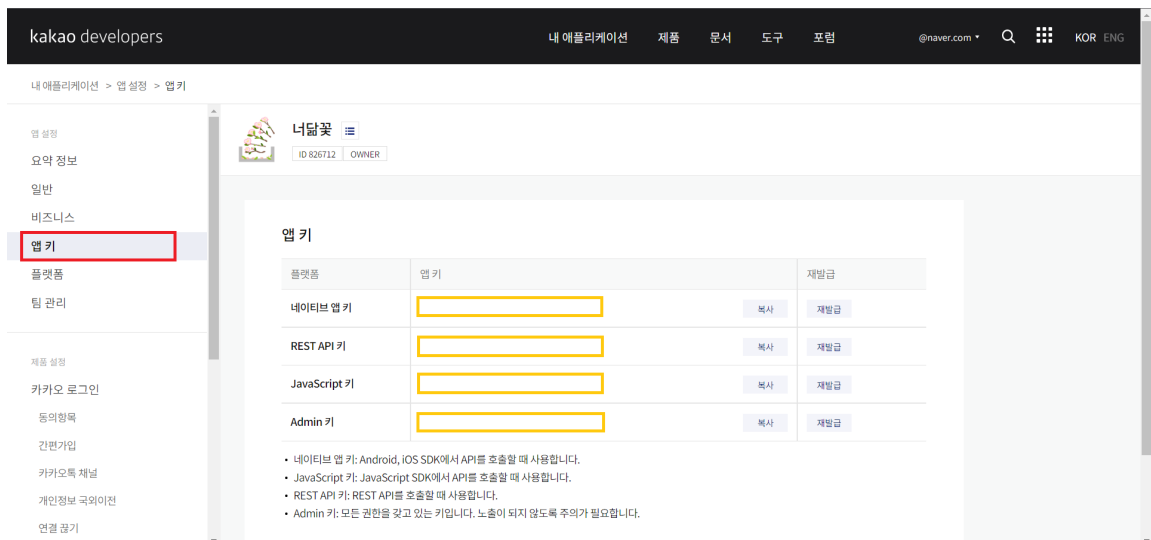 kakao developers 내 애플리케이션 제품 문서 도구 포럼 @naver.com KOR ENG
내 애플리케이션 > 앱 설정 > 앱 키
앱 설정
요약 정보
일반
비즈니스
앱 키
플랫폼
팀 관리
제품 설정
카카오 로그인
동의항목
간편가입
카카오톡 채널
개인정보 국외이전
연결 끊기
너닮꽃
ID 826712 OWNER
앱 키
플랫폼 앱 키 재발급
네이티브 앱 키 복사 재발급
REST API 키 복사 재발급
JavaScript 키 복사 재발급
Admin 키 복사 재발급
• 네이티브 앱 키: Android, iOS SDK에서 API를 호출할 때 사용합니다.
• JavaScript 키: JavaScript SDK에서 API를 호출할 때 사용합니다.
• REST API 키: REST API를 호출할 때 사용합니다.
• Admin 키: 모든 권한을 갖고 있는 키입니다. 노출이 되지 않도록 주의가 필요합니다.